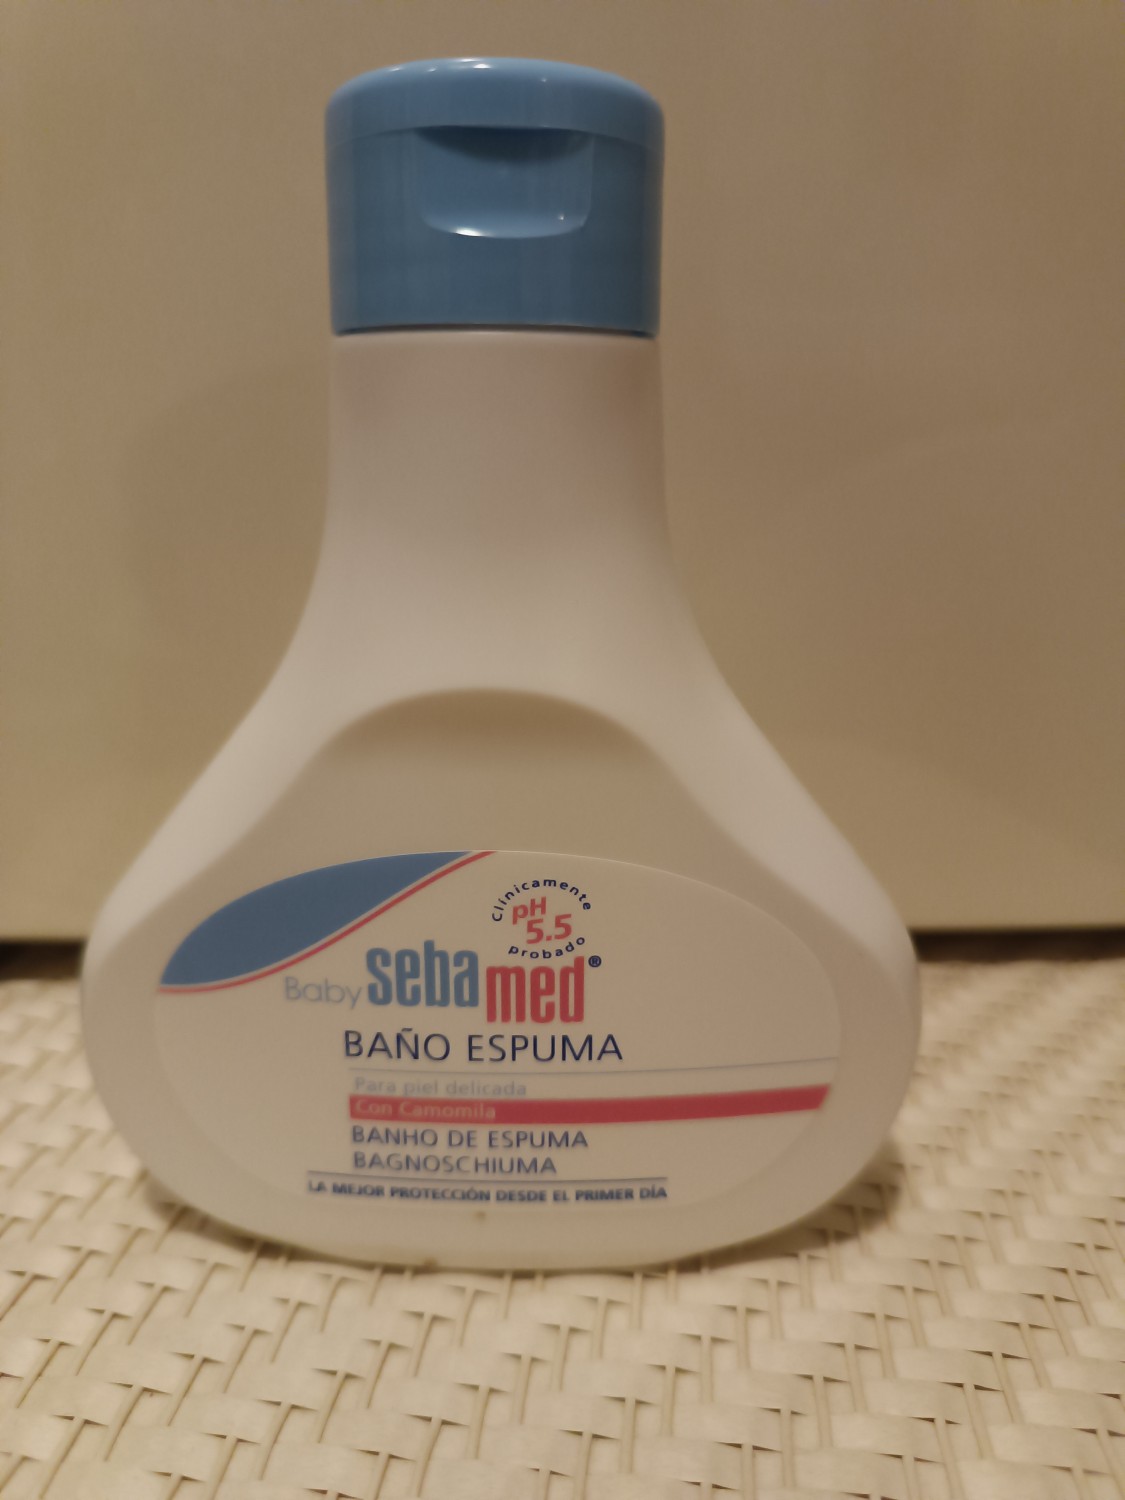 Clínicamente
pH
5.5
probado
Baby sebamed®
BAÑO ESPUMA
Para piel delicada
Con Camomila
BANHO DE ESPUMA
BAGNOSCHIUMA
LA MEJOR PROTECCIÓN DESDE EL PRIMER DÍA